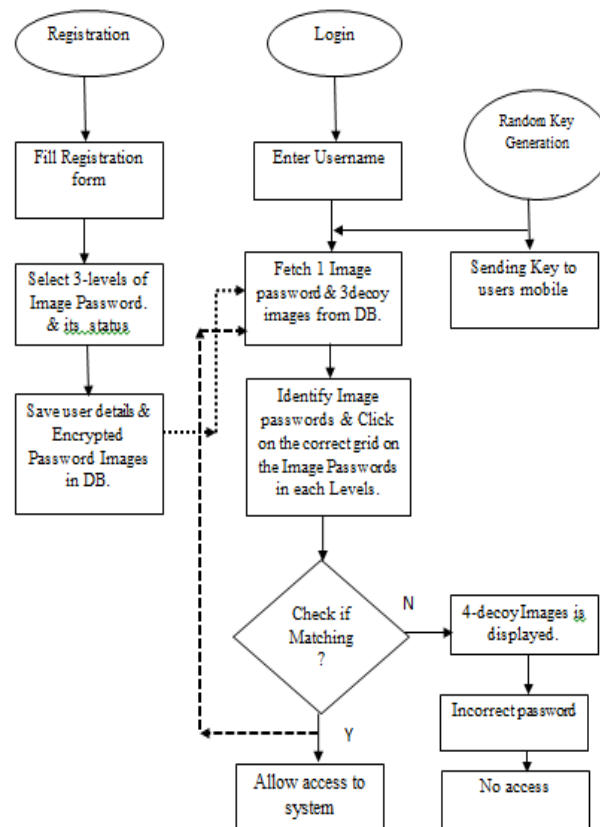 Registration
Fill Registration
form
Select 3-levels of
Image Password.
& its status
Save user details &
Encrypted
Password Images
in DB.
Login
Enter Username
Random Key
Generation
Sending Key to
users mobile
Fetch 1 Image
password & 3decoy
images from DB.
Identify Image
passwords & Click
on the correct grid on
the Image Passwords
in each Levels.
Check if
Matching
?
N
4-decoy Images is
displayed.
Incorrect password
No access
Y
Allow access to
system